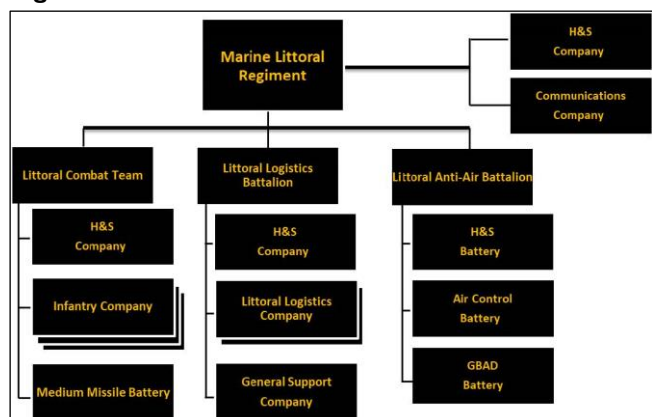 Marine Littoral
Regiment
H&S
Company
Communications
Company
Littoral Combat Team
Littoral Logistics
Battalion
Littoral Anti-Air Battalion
H&S
Company
H&S
Company
H&S
Battery
Infantry Company
Littoral Logistics
Company
Air Control
Battery
Medium Missile Battery
General Support
Company
GBAD
Battery